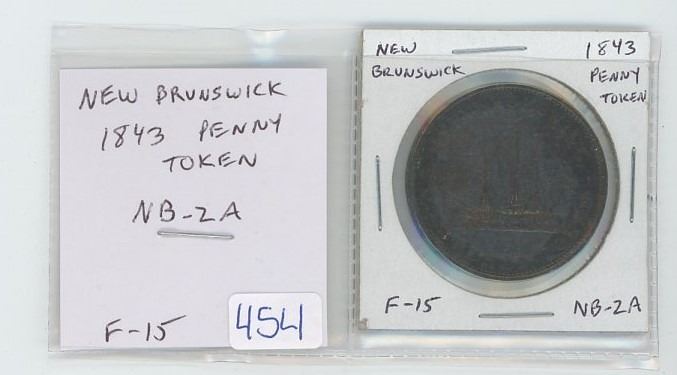 NEW BRUNSWICK
1843 PENNY
TOKEN
NB-2A
F-15
454
NEW 1843
BRUNSWICK PENNY
TOKEN
F-15 NB-2A